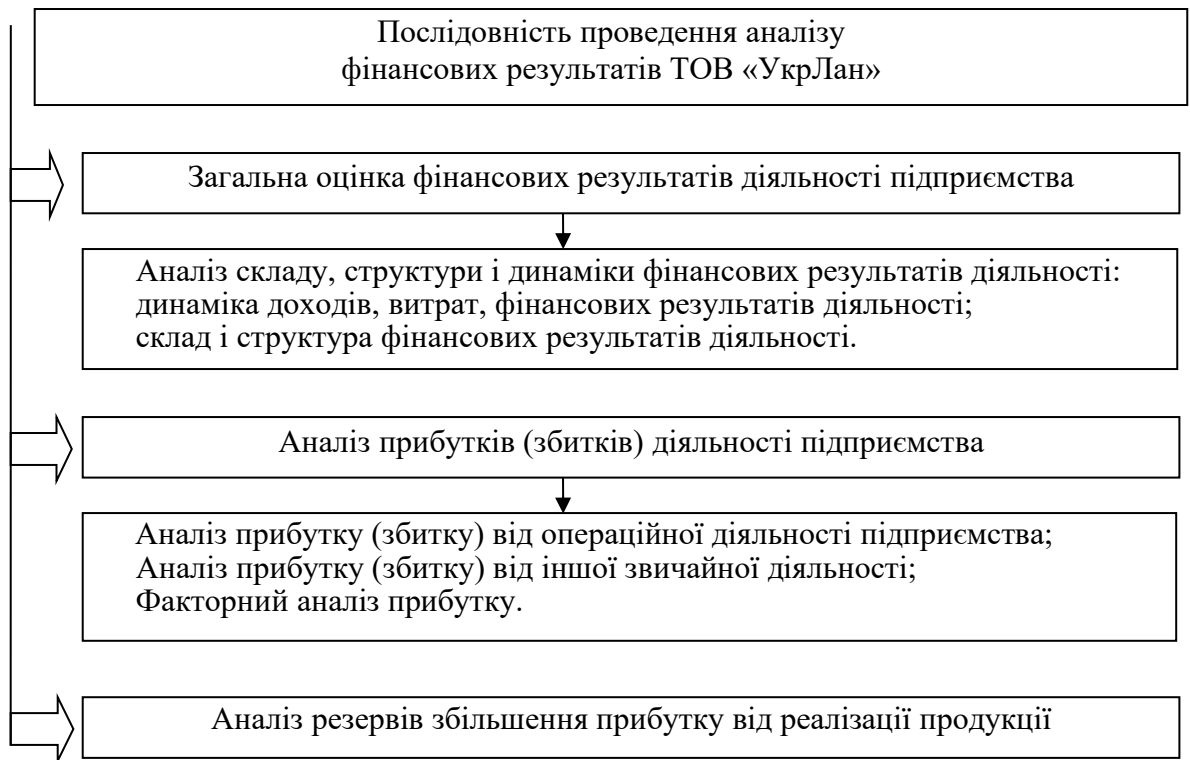 Послідовність проведення аналізу
фінансових результатів ТОВ «УкрЛан»
Загальна оцінка фінансових результатів діяльності підприємства
Аналіз складу, структури і динаміки фінансових результатів діяльності:
динаміка доходів, витрат, фінансових результатів діяльності;
склад і структура фінансових результатів діяльності.
Аналіз прибутків (збитків) діяльності підприємства
Аналіз прибутку (збитку) від операційної діяльності підприємства;
Аналіз прибутку (збитку) від іншої звичайної діяльності;
Факторний аналіз прибутку.
Аналіз резервів збільшення прибутку від реалізації продукції